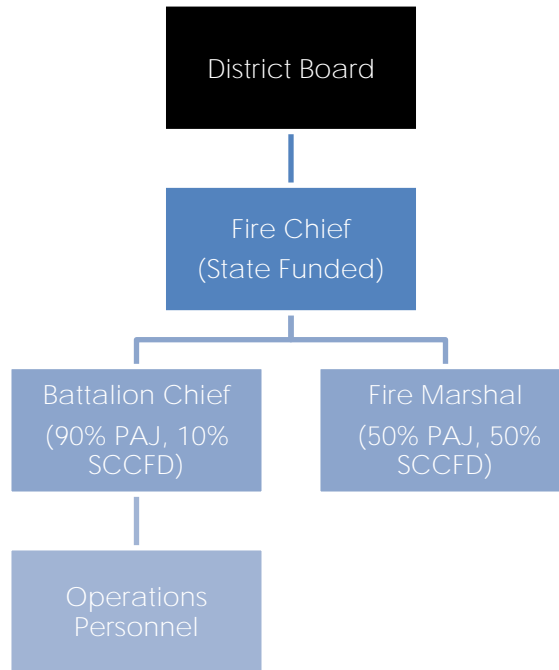 District Board
Fire Chief
(State Funded)
Battalion Chief
(90% PAJ, 10%
SCCFD)
Fire Marshal
(50% PAJ, 50%
SCCFD)
Operations
Personnel